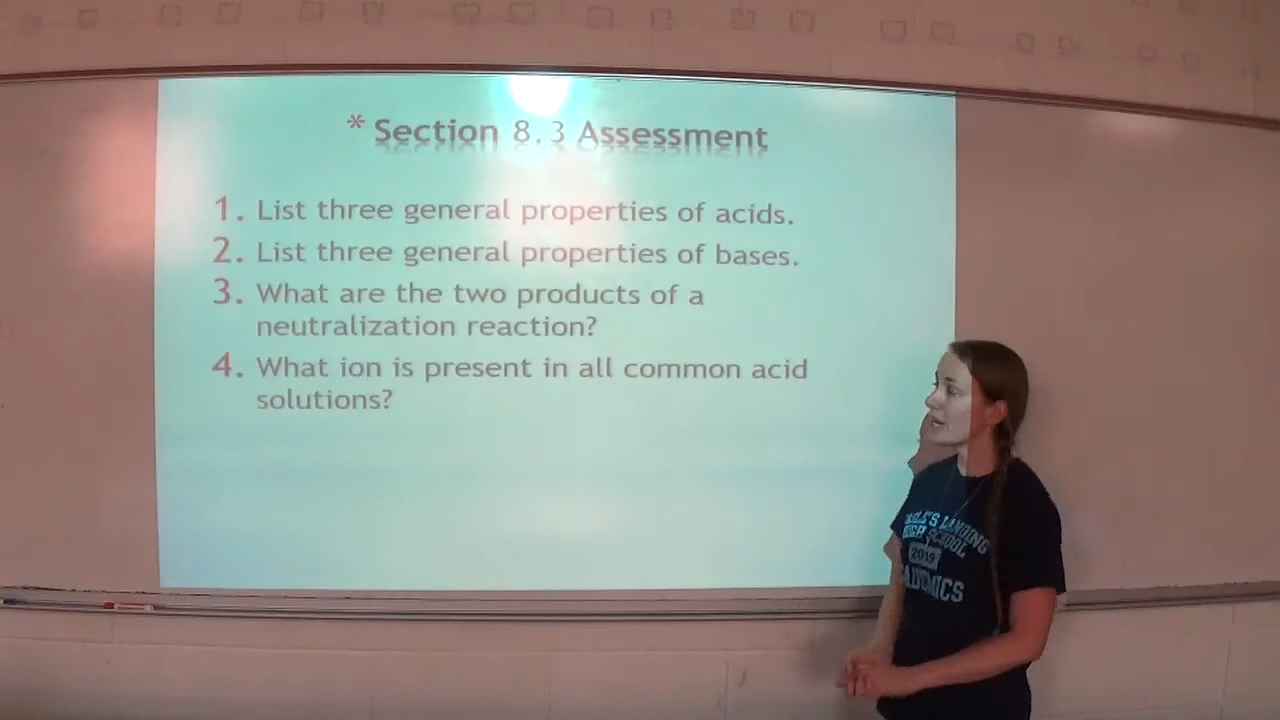 * Section 8.3 Assessment
1. List three general properties of acids.
2. List three general properties of bases.
3. What are the two products of a
neutralization reaction?
4. What ion is present in all common acid
solutions?
LANDING
SCHOOL
2019